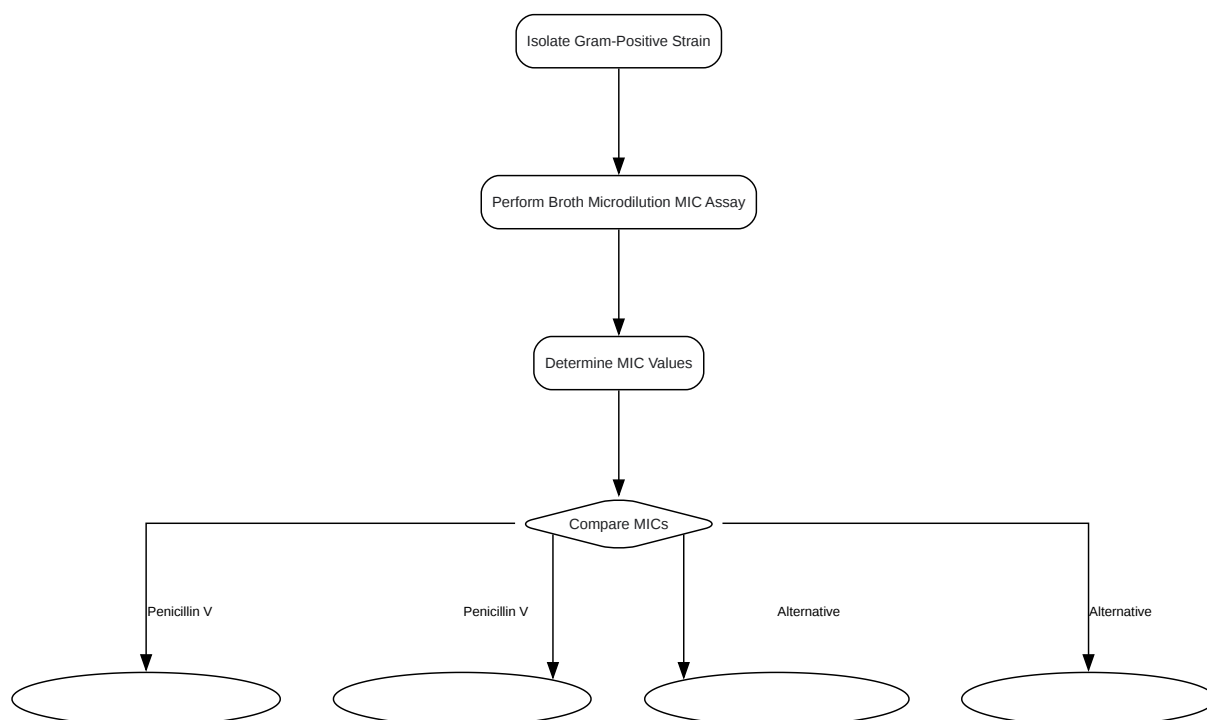 Isolate Gram-Positive Strain
Perform Broth Microdilution MIC Assay
Determine MIC Values
Compare MICs
Penicillin V
Penicillin V
Alternative
Alternative